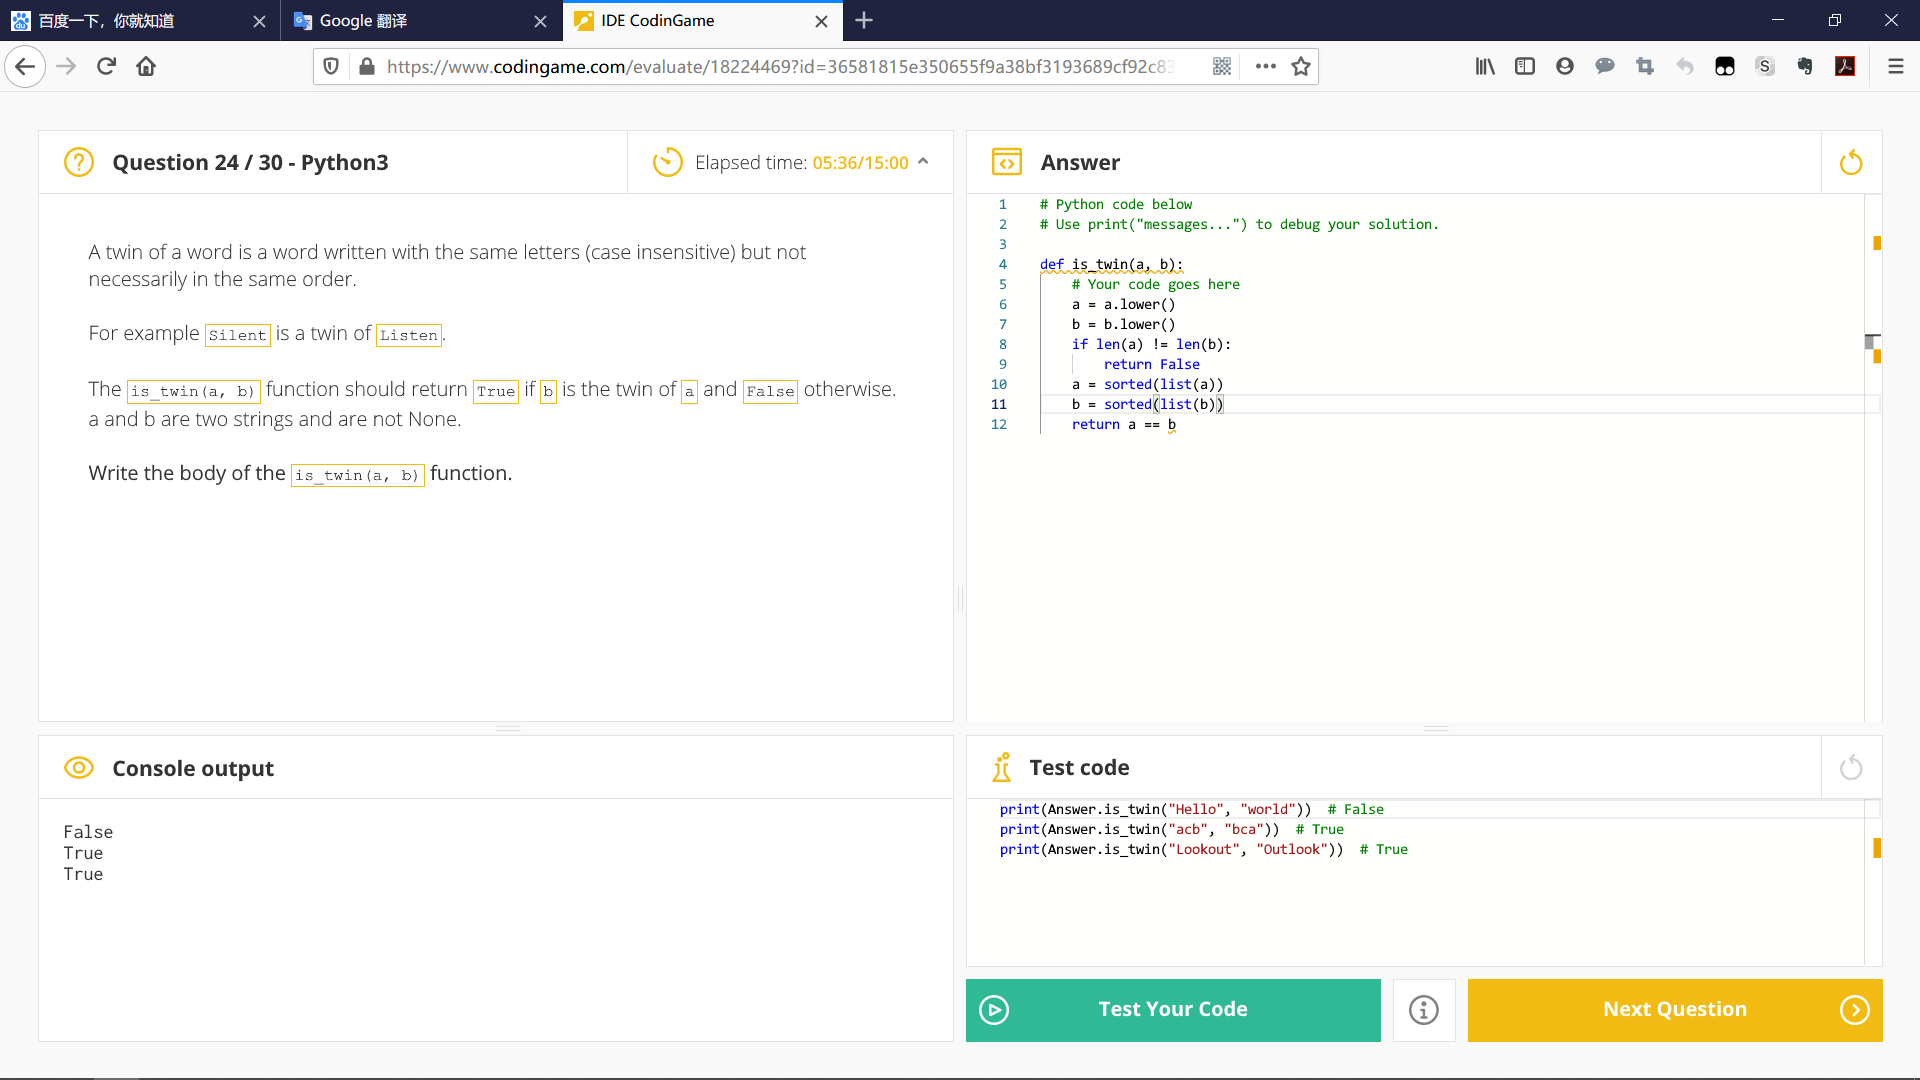 百度一下，你就知道
Google 翻译
IDE CodinGame
https://www.codingame.com/evaluate/18224469?id=36581815e350655f9a38bf3193689cf92c83
Question 24 / 30 - Python3
Elapsed time: 05:36/15:00
A twin of a word is a word written with the same letters (case insensitive) but not
necessarily in the same order.
For example Silent is a twin of Listen.
The is_twin(a, b) function should return True if b is the twin of a and False otherwise.
a and b are two strings and are not None.
Write the body of the is_twin(a, b) function.
Answer
1 # Python code below
2 # Use print("messages...") to debug your solution.
3
4 def is_twin(a, b):
5 # Your code goes here
6 a = a.lower()
7 b = b.lower()
8 if len(a) != len(b):
9 return False
10 a = sorted(list(a))
11 b = sorted(list(b))
12 return a == b
Console output
False
True
True
Test code
print(Answer.is_twin("Hello", "world")) # False
print(Answer.is_twin("acb", "bca")) # True
print(Answer.is_twin("Lookout", "Outlook")) # True
Test Your Code
Next Question